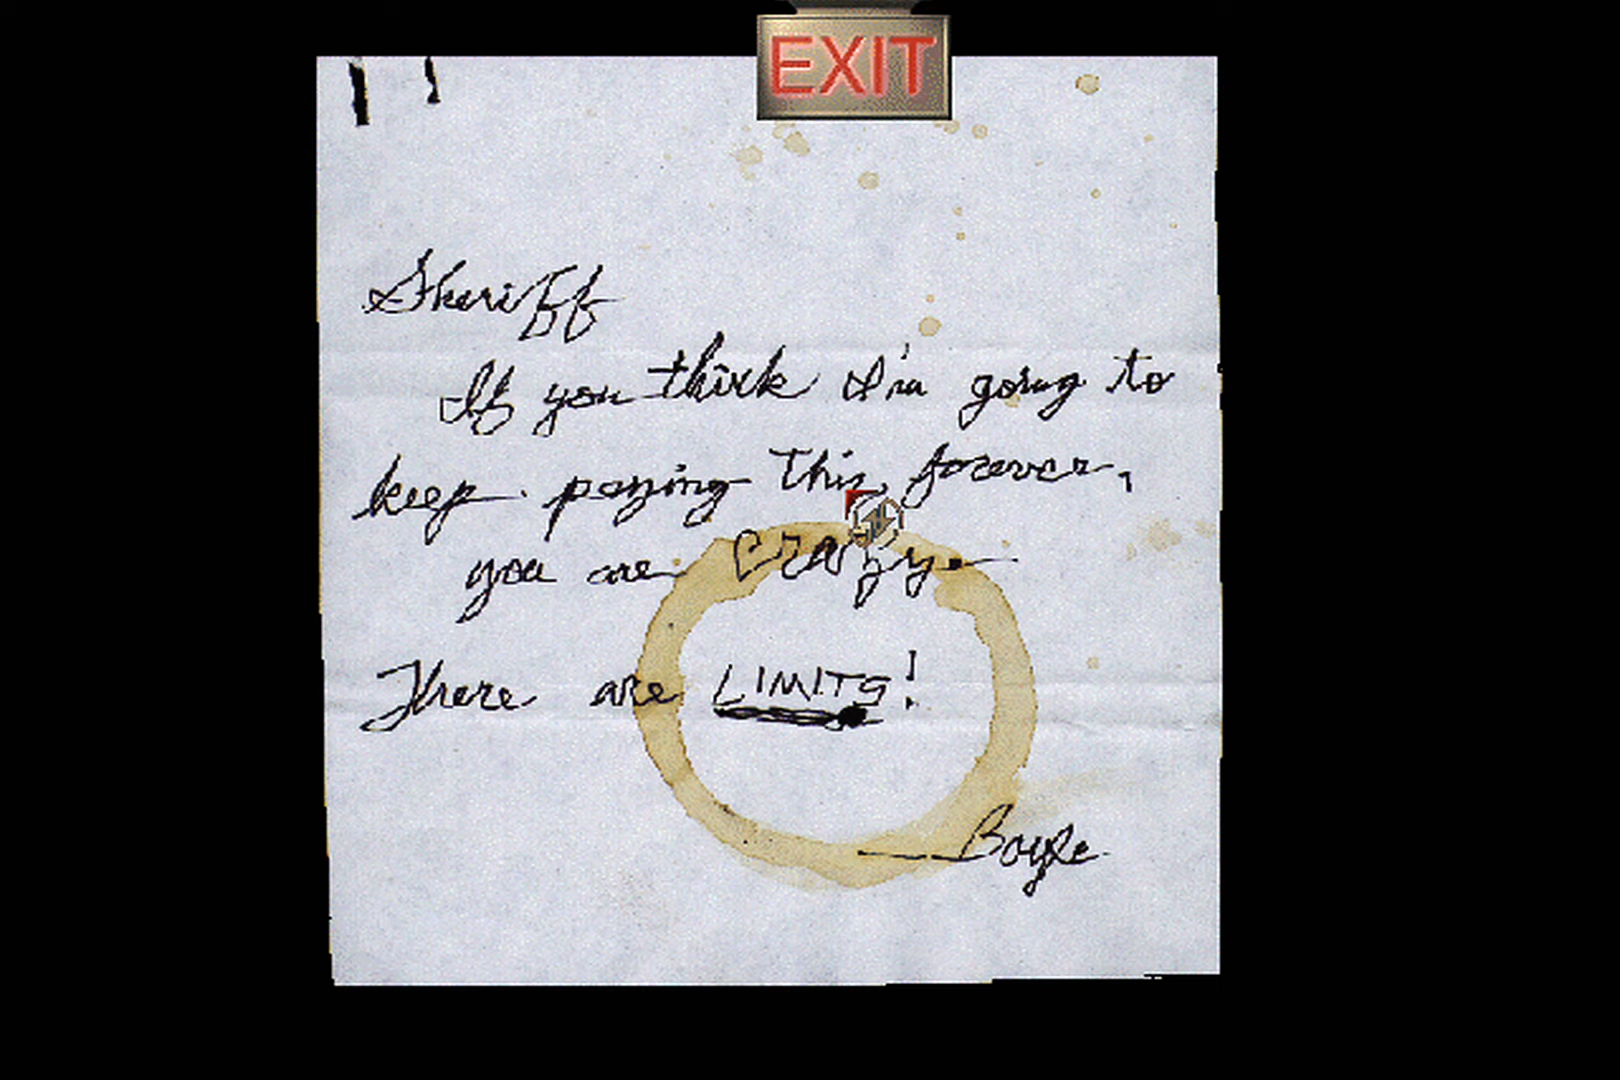 EXIT
Sheriff
If you think I'm going to
keep paying this forever,
you are crazy.
There are LIMITS!
—Boyle